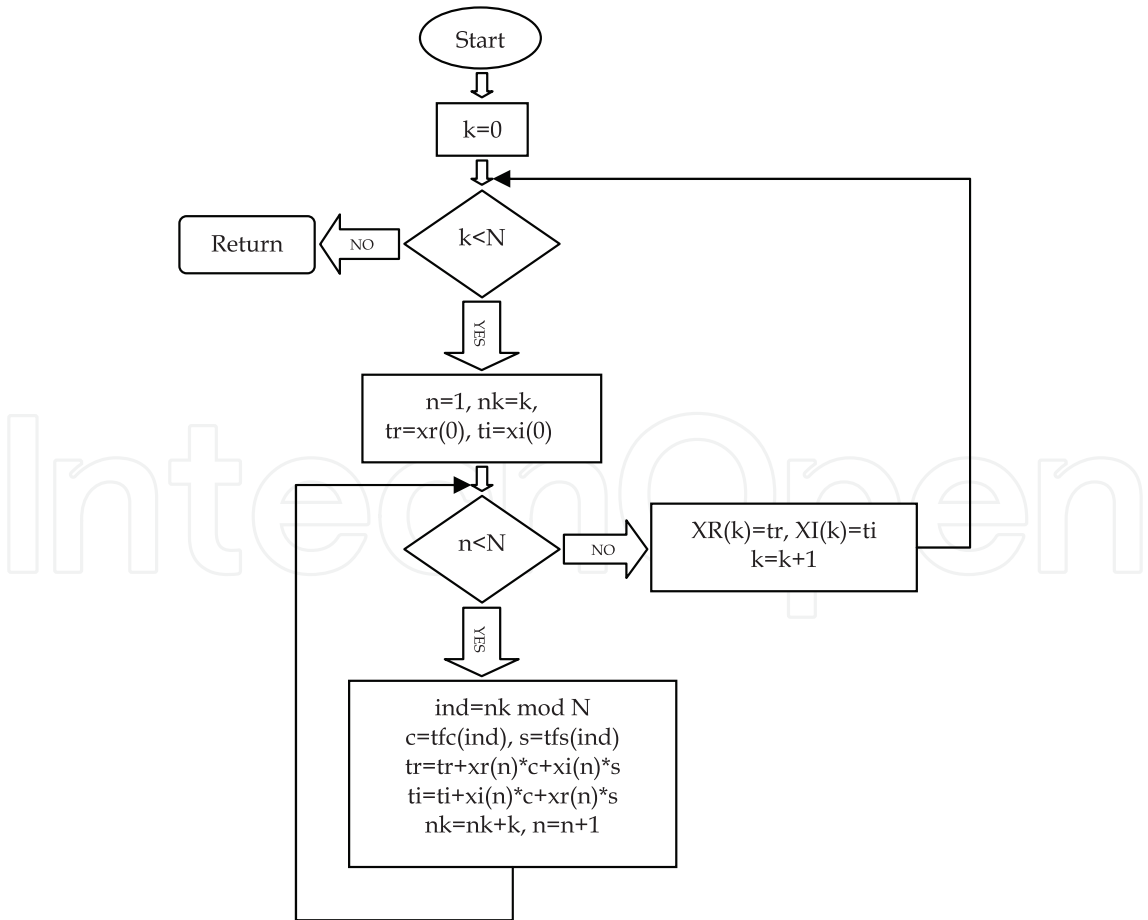 Start
k=0
k<N
NO
Return
YES
n=1, nk=k,
tr=xr(0), ti=xi(0)
n<N
NO
XR(k)=tr, XI(k)=ti
k=k+1
YES
ind=nk mod N
c=tfc(ind), s=tfs(ind)
tr=tr+xr(n)*c+xi(n)*s
ti=ti+xi(n)*c+xr(n)*s
nk=nk+k, n=n+1
IntechOpen